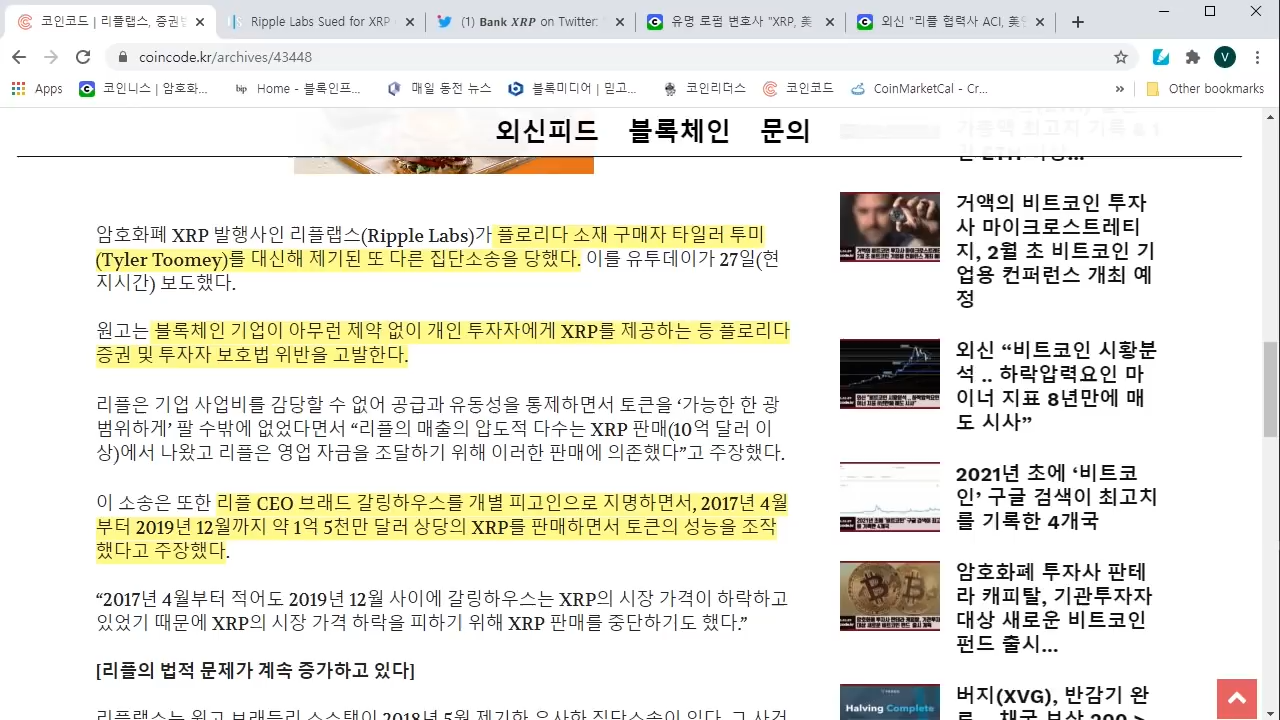 코인코드 | 리플랩스, 증권법
Ripple Labs Sued for XRP
(1) Bank XRP on Twitter:
유명 로펌 변호사 "XRP, 美
외신 "리플 협력사 ACI, 美
coincode.kr/archives/43448
Apps
코인니스 | 암호화...
Home - 블록인프...
매일 동전 뉴스
블록미디어 | 믿고...
코인리더스
코인코드
CoinMarketCal - Cr...
»
Other bookmarks
외신피드 블록체인 문의
암호화폐 XRP 발행사인 리플랩스(Ripple Labs)가 플로리다 소재 구매자 타일러 투미
(Tyler Toomey)를 대신해 제기된 또 다른 집단소송을 당했다. 이를 유투데이가 27일(현
지시간) 보도했다.
원고는 블록체인 기업이 아무런 제약 없이 개인 투자자에게 XRP를 제공하는 등 플로리다
증권 및 투자자 보호법 위반을 고발한다.
리플은 기업 사업비를 감당할 수 없어 공급과 유동성을 통제하면서 토큰을 ‘가능한 한 광
범위하게’ 팔 수밖에 없었다면서 “리플의 매출의 압도적 다수는 XRP 판매(10억 달러 이
상)에서 나왔고 리플은 영업 자금을 조달하기 위해 이러한 판매에 의존했다”고 주장했다.
이 소송은 또한 리플 CEO 브래드 갈링하우스를 개별 피고인으로 지명하면서, 2017년 4월
부터 2019년 12월까지 약 1억 5천만 달러 상당의 XRP를 판매하면서 토큰의 성능을 조작
했다고 주장했다.
“2017년 4월부터 적어도 2019년 12월 사이에 갈링하우스는 XRP의 시장 가격이 하락하고
있었기 때문에 XRP의 시장 가격 하락을 피하기 위해 XRP 판매를 중단하기도 했다.”
[리플의 법적 문제가 계속 증가하고 있다]
거액의 비트코인 투자
사 마이크로스트레티
지, 2월 초 비트코인 기
업용 컨퍼런스 개최 예
정
외신 “비트코인 시황분
석 .. 하락압력요인 마
이너 지표 8년만에 매
도 시사”
2021년 초에 ‘비트코
인’ 구글 검색이 최고치
를 기록한 4개국
암호화폐 투자사 판테
라 캐피탈, 기관투자자
대상 새로운 비트코인
펀드 출시...
Healving Complete
버지(XVG), 반감기 완